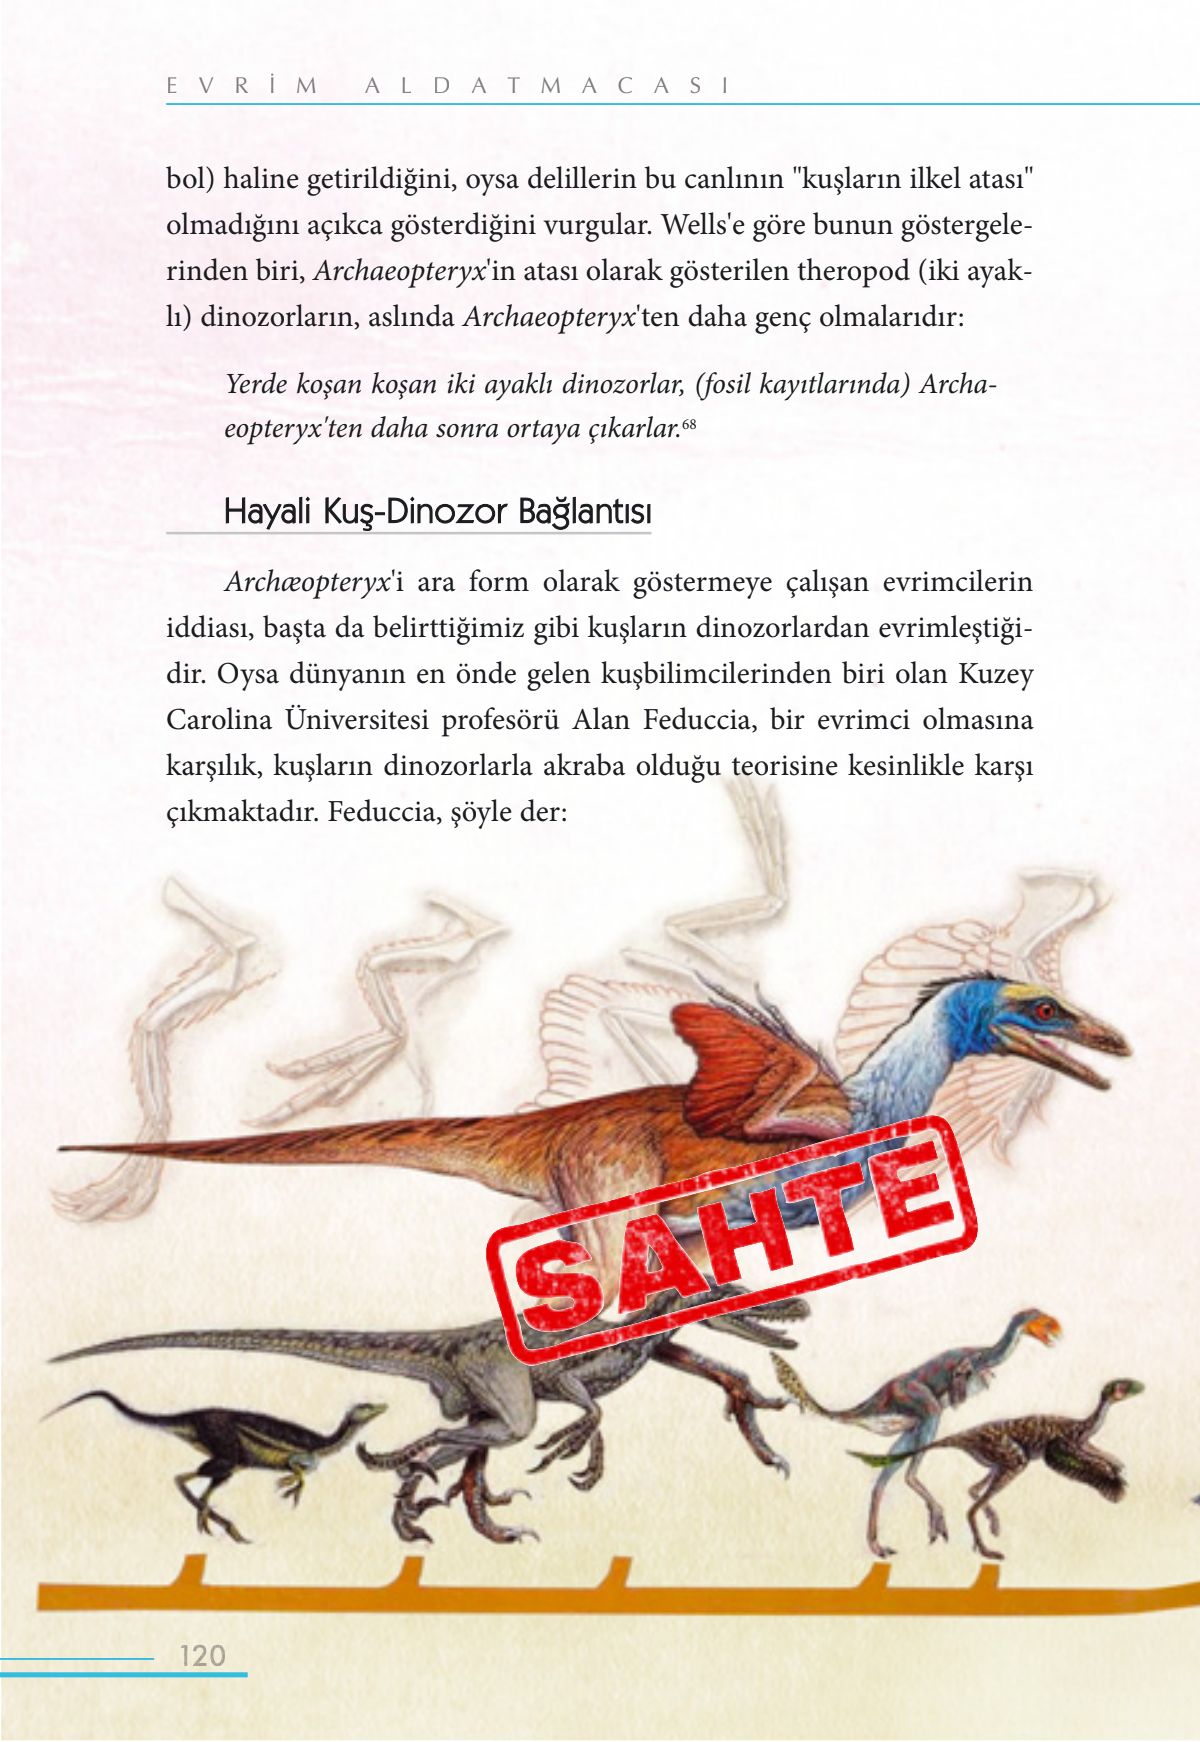 EVRİM ALDATMACASI
bol) haline getirildiğini, oysa delillerin bu canlının "kuşların ilkel atası"
olmadığını açıkca gösterdiğini vurgular. Wells'e göre bunun göstergele-
rinden biri, Archaeopteryx'in atası olarak gösterilen theropod (iki ayak-
lı) dinozorların, aslında Archaeopteryx'ten daha genç olmalarıdır:
Yerde koşan koşan iki ayaklı dinozorlar, (fosil kayıtlarında) Archa-
eopteryx'ten daha sonra ortaya çıkarlar.68
Hayali Kuş-Dinozor Bağlantısı
Archæopteryx'i ara form olarak göstermeye çalışan evrimcilerin
iddiası, başta da belirttiğimiz gibi kuşların dinozorlardan evrimleştiği-
dir. Oysa dünyanın en önde gelen kuşbilimcilerinden biri olan Kuzey
Carolina Üniversitesi profesörü Alan Feduccia, bir evrimci olmasına
karşılık, kuşların dinozorlarla akraba olduğu teorisine kesinlikle karşı
çıkmaktadır. Feduccia, şöyle der:
SAHTE
120